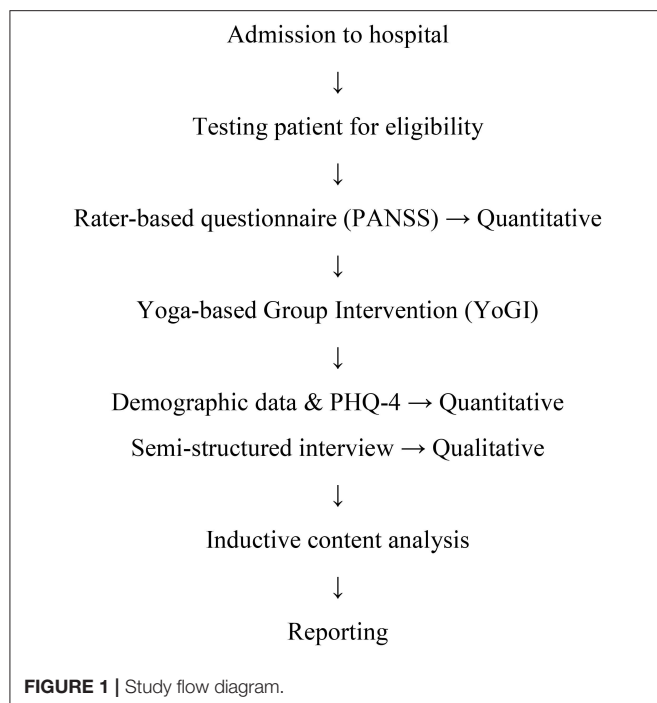 Admission to hospital
↓
Testing patient for eligibility
↓
Rater-based questionnaire (PANSS) → Quantitative
↓
Yoga-based Group Intervention (YoGI)
↓
Demographic data & PHQ-4 → Quantitative
Semi-structured interview → Qualitative
↓
Inductive content analysis
↓
Reporting
FIGURE 1 | Study flow diagram.